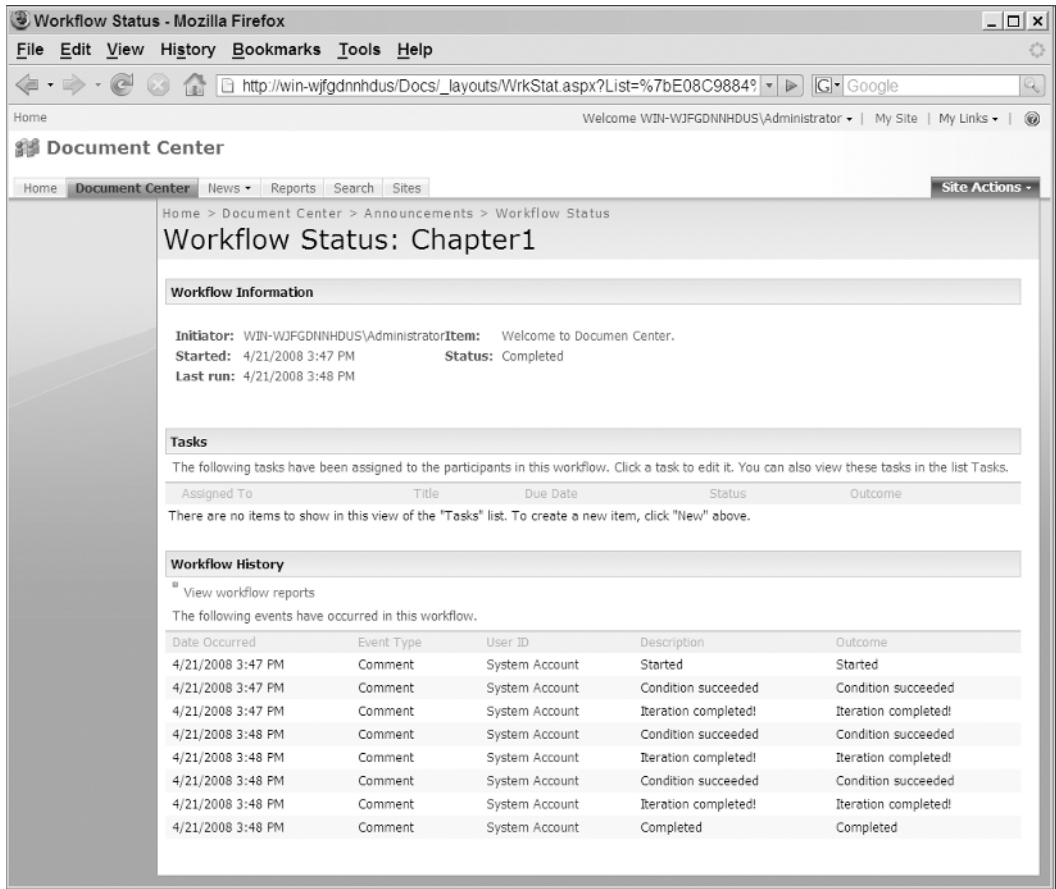 Workflow Status - Mozilla Firefox
File Edit View History Bookmarks Tools Help
http://win-wjfgdnnhdus/Docs/_layouts/WrkStat.aspx?List=%7bE08C9884% G Google
Home Welcome WIN-WJFGDNNHDUS\Administrator | My Site | My Links |
Document Center
Home Document Center News Reports Search Sites Site Actions
Home > Document Center > Announcements > Workflow Status
Workflow Status: Chapter1
Workflow Information
Initiator: WIN-WJFGDNNHDUS\Administrator Item: Welcome to Documen Center.
Started: 4/21/2008 3:47 PM Status: Completed
Last run: 4/21/2008 3:48 PM
Tasks
The following tasks have been assigned to the participants in this workflow. Click a task to edit it. You can also view these tasks in the list Tasks.
Assigned To Title Due Date Status Outcome
There are no items to show in this view of the "Tasks" list. To create a new item, click "New" above.
Workflow History
View workflow reports
The following events have occurred in this workflow.
Date Occurred Event Type User ID Description Outcome
4/21/2008 3:47 PM Comment System Account Started Started
4/21/2008 3:47 PM Comment System Account Condition succeeded Condition succeeded
4/21/2008 3:47 PM Comment System Account Iteration completed! Iteration completed!
4/21/2008 3:48 PM Comment System Account Condition succeeded Condition succeeded
4/21/2008 3:48 PM Comment System Account Iteration completed! Iteration completed!
4/21/2008 3:48 PM Comment System Account Condition succeeded Condition succeeded
4/21/2008 3:48 PM Comment System Account Iteration completed! Iteration completed!
4/21/2008 3:48 PM Comment System Account Completed Completed